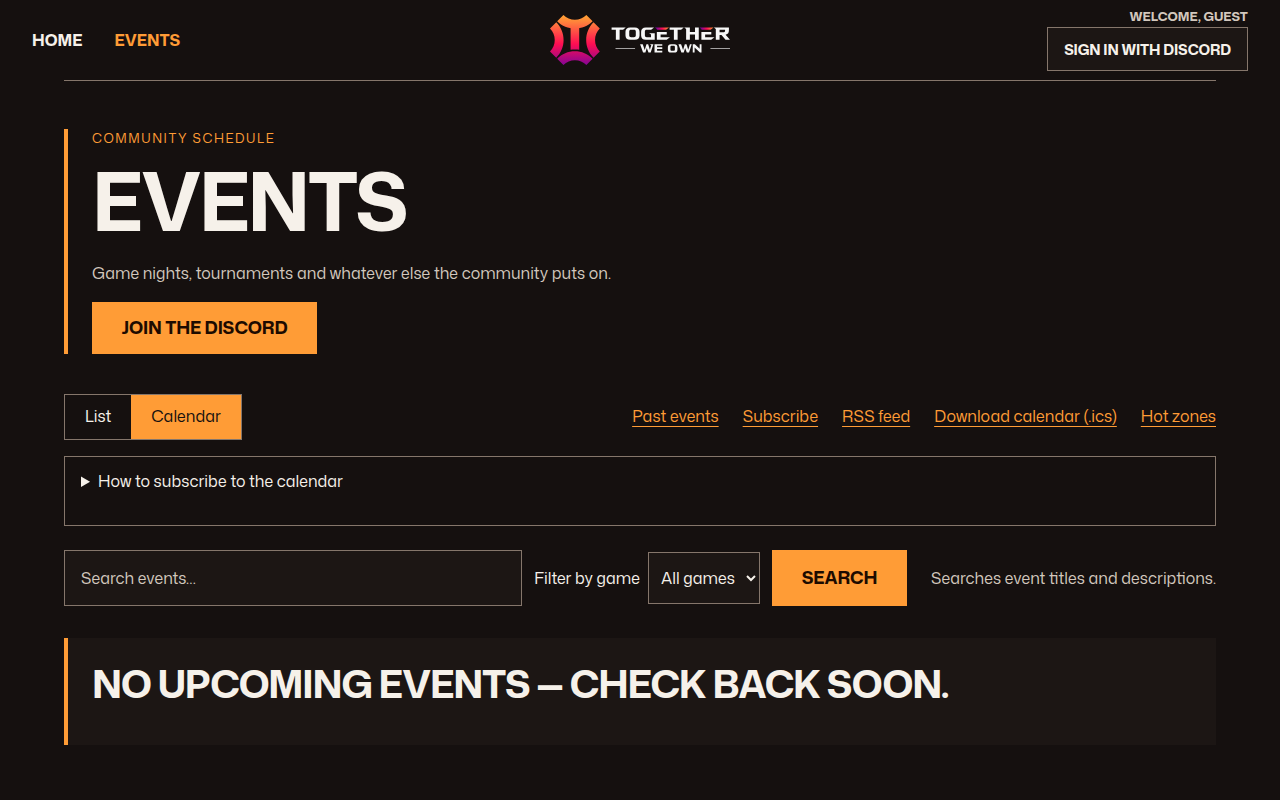 HOME
EVENTS
TOGETHER
WE OWN
WELCOME, GUEST
SIGN IN WITH DISCORD
COMMUNITY SCHEDULE
EVENTS
Game nights, tournaments and whatever else the community puts on.
JOIN THE DISCORD
List
Calendar
Past events
Subscribe
RSS feed
Download calendar (.ics)
Hot zones
How to subscribe to the calendar
Search events...
Filter by game
All games
SEARCH
Searches event titles and descriptions.
NO UPCOMING EVENTS — CHECK BACK SOON.